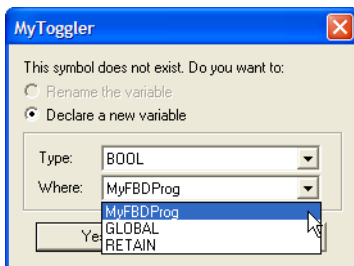 MyToggler
This symbol does not exist. Do you want to:
Rename the variable
Declare a new variable
Type: BOOL
Where: MyFBDProg
MyFBDProg
GLOBAL
RETAIN